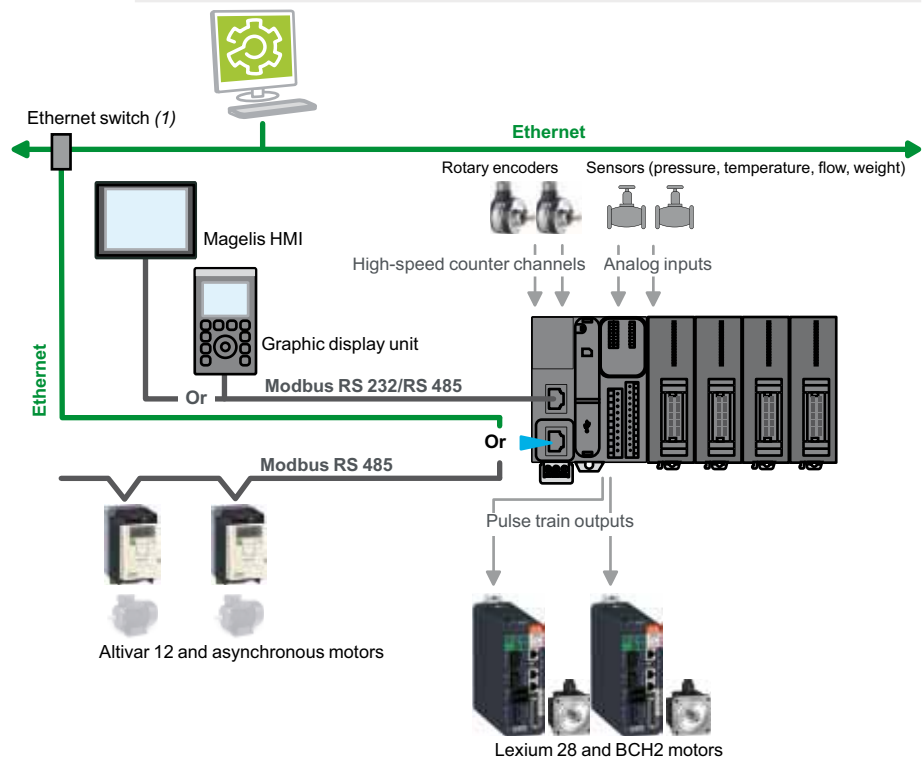 Ethernet switch (1)
Ethernet
Rotary encoders
Sensors (pressure, temperature, flow, weight)
Magelis HMI
High-speed counter channels
Analog inputs
Graphic display unit
Ethernet
Or
Modbus RS 232/RS 485
Or
Modbus RS 485
Pulse train outputs
Altivar 12 and asynchronous motors
Lexium 28 and BCH2 motors